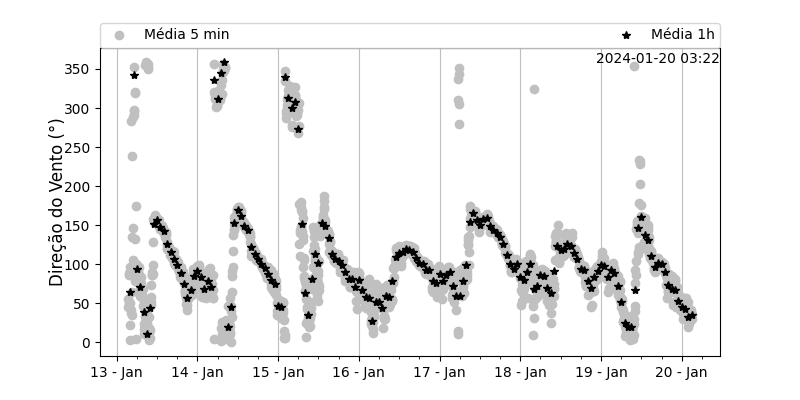 Média 5 min
Média 1h
2024-01-20 03:22
Direção do Vento (°)
350
300
250
200
150
100
50
0
13 - Jan
14 - Jan
15 - Jan
16 - Jan
17 - Jan
18 - Jan
19 - Jan
20 - Jan